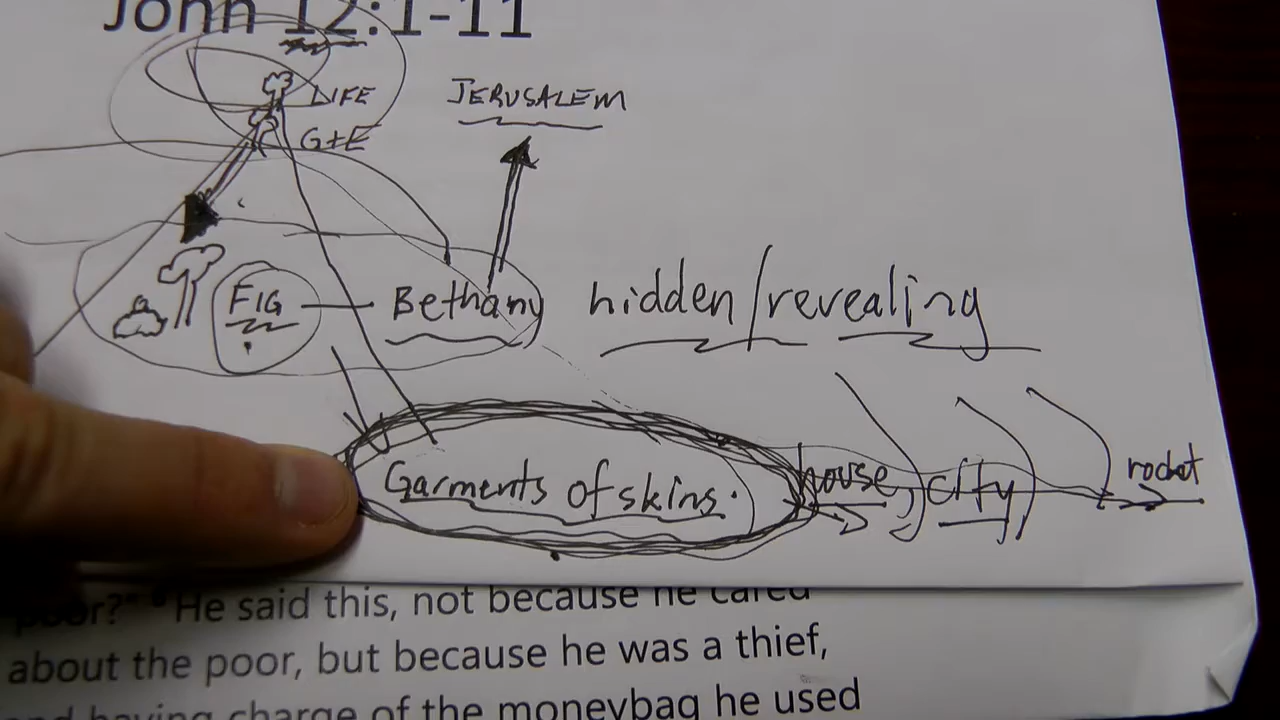 John 12:1-11
LIFE
JERUSALEM
G+E
FIG — Bethany hidden/revealing
Garments of skins. house, city, rocket
poor?" He said this, not because he cared
about the poor, but because he was a thief,
and having charge of the moneybag he used